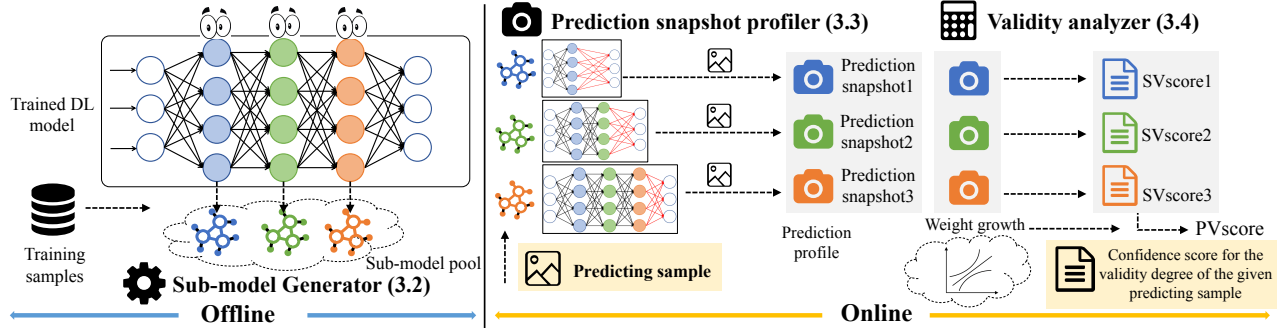 Trained DL
model
Training
samples
Sub-model pool
Sub-model Generator (3.2)
Offline
Prediction snapshot profiler (3.3)
Validity analyzer (3.4)
Prediction
snapshot1
SVscore1
Prediction
snapshot2
SVscore2
Prediction
snapshot3
SVscore3
Prediction
profile
Weight growth
PVscore
Predicting sample
Confidence score for the
validity degree of the given
predicting sample
Online